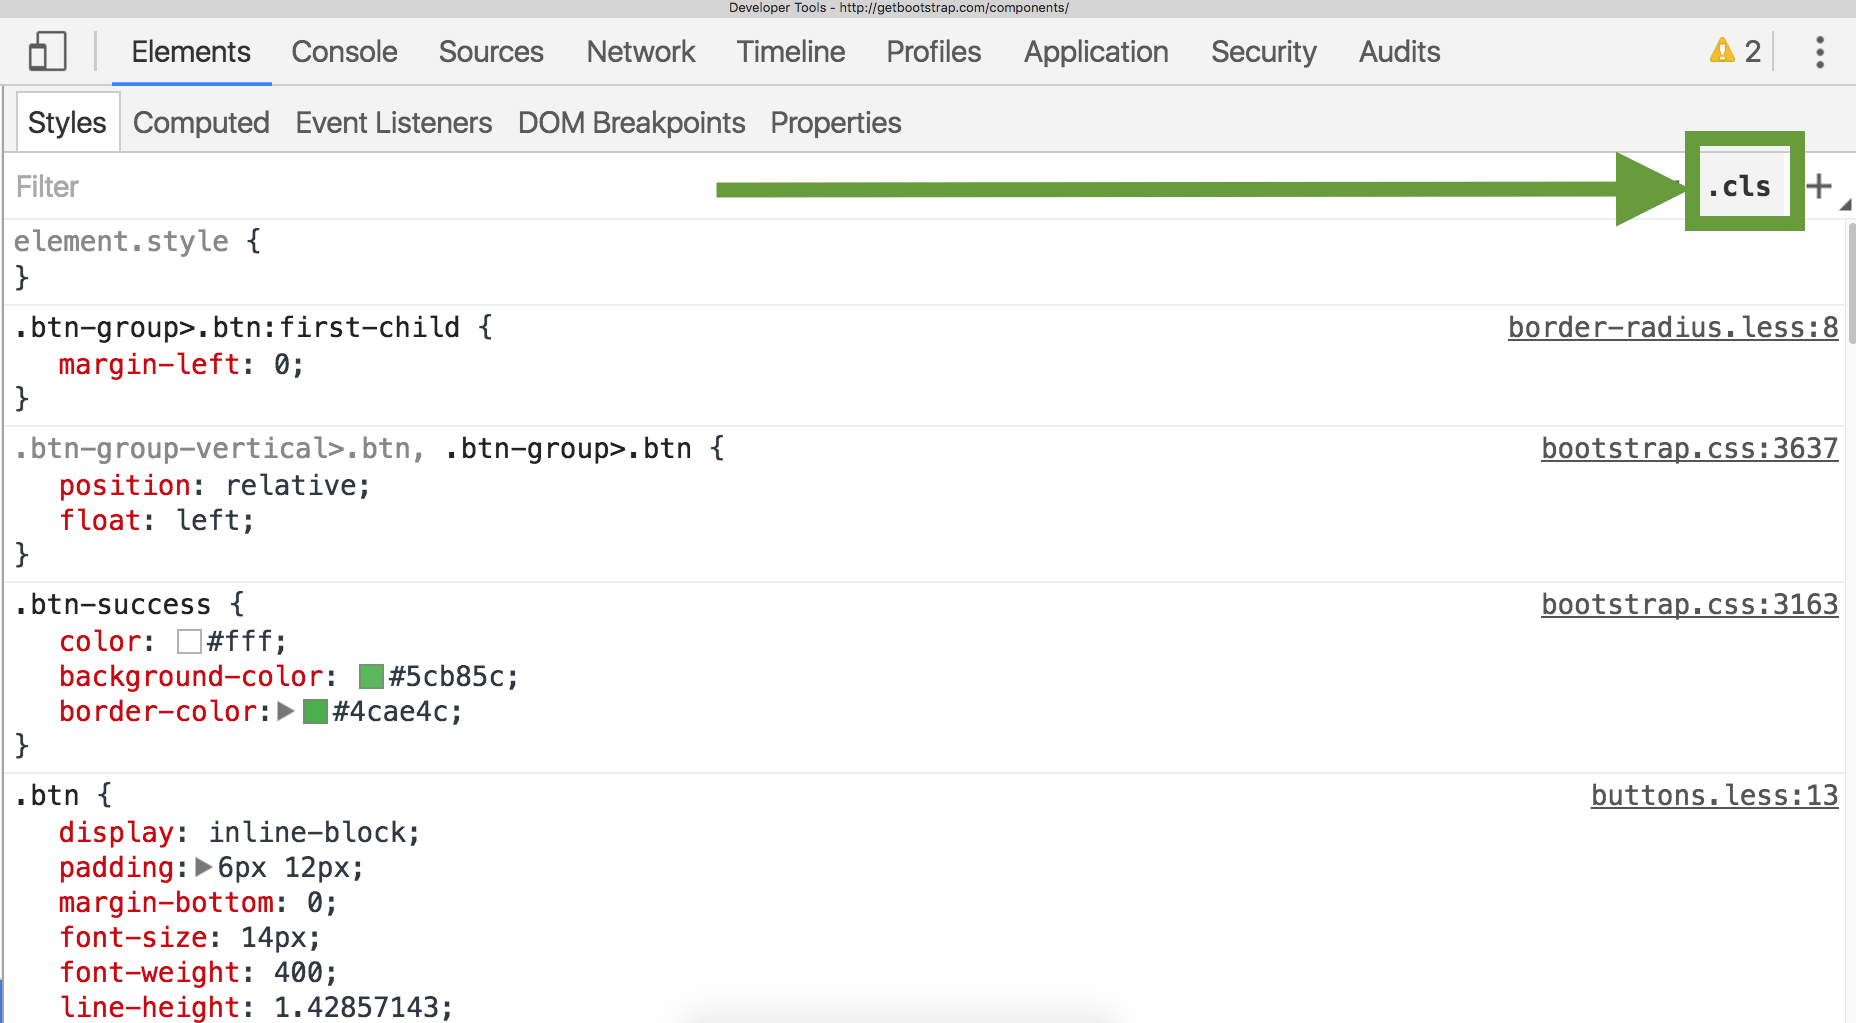 Developer Tools - http://getbootstrap.com/components/
Elements Console Sources Network Timeline Profiles Application Security Audits 2
Styles Computed Event Listeners DOM Breakpoints Properties
Filter .cls +
element.style {
}
.btn-group>.btn:first-child { border-radius.less:8
margin-left: 0;
}
.btn-group-vertical>.btn, .btn-group>.btn { bootstrap.css:3637
position: relative;
float: left;
}
.btn-success { bootstrap.css:3163
color: #fff;
background-color: #5cb85c;
border-color: #4cae4c;
}
.btn { buttons.less:13
display: inline-block;
padding: 6px 12px;
margin-bottom: 0;
font-size: 14px;
font-weight: 400;
line-height: 1.42857143;